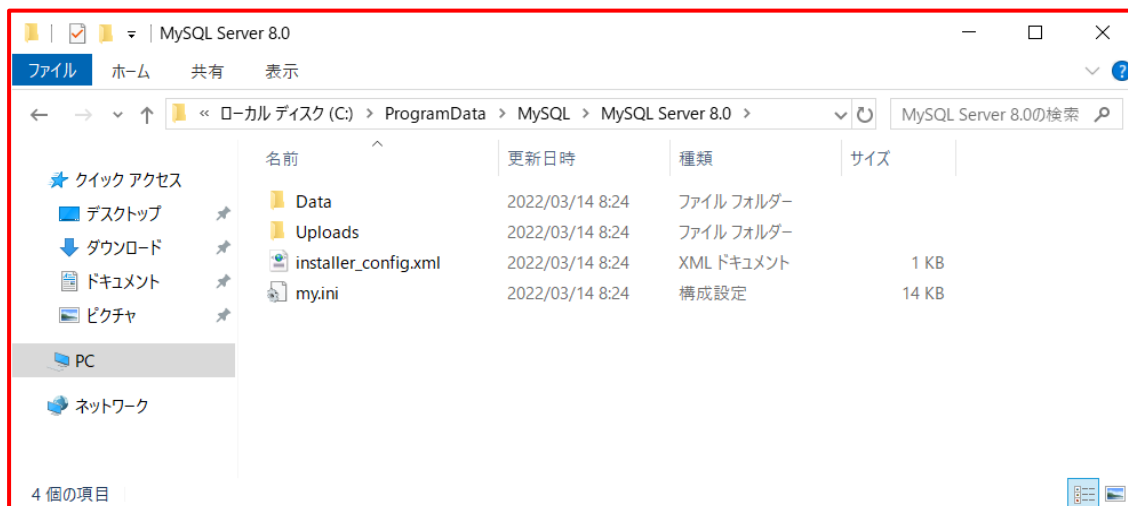 MySQL Server 8.0
ファイル ホーム 共有 表示
« ローカル ディスク (C:) > ProgramData > MySQL > MySQL Server 8.0 > MySQL Server 8.0の検索
名前 更新日時 種類 サイズ
クイック アクセス
デスクトップ
ダウンロード
ドキュメント
ピクチャ
PC
ネットワーク
Data 2022/03/14 8:24 ファイル フォルダー
Uploads 2022/03/14 8:24 ファイル フォルダー
installer_config.xml 2022/03/14 8:24 XML ドキュメント 1 KB
my.ini 2022/03/14 8:24 構成設定 14 KB
4 個の項目